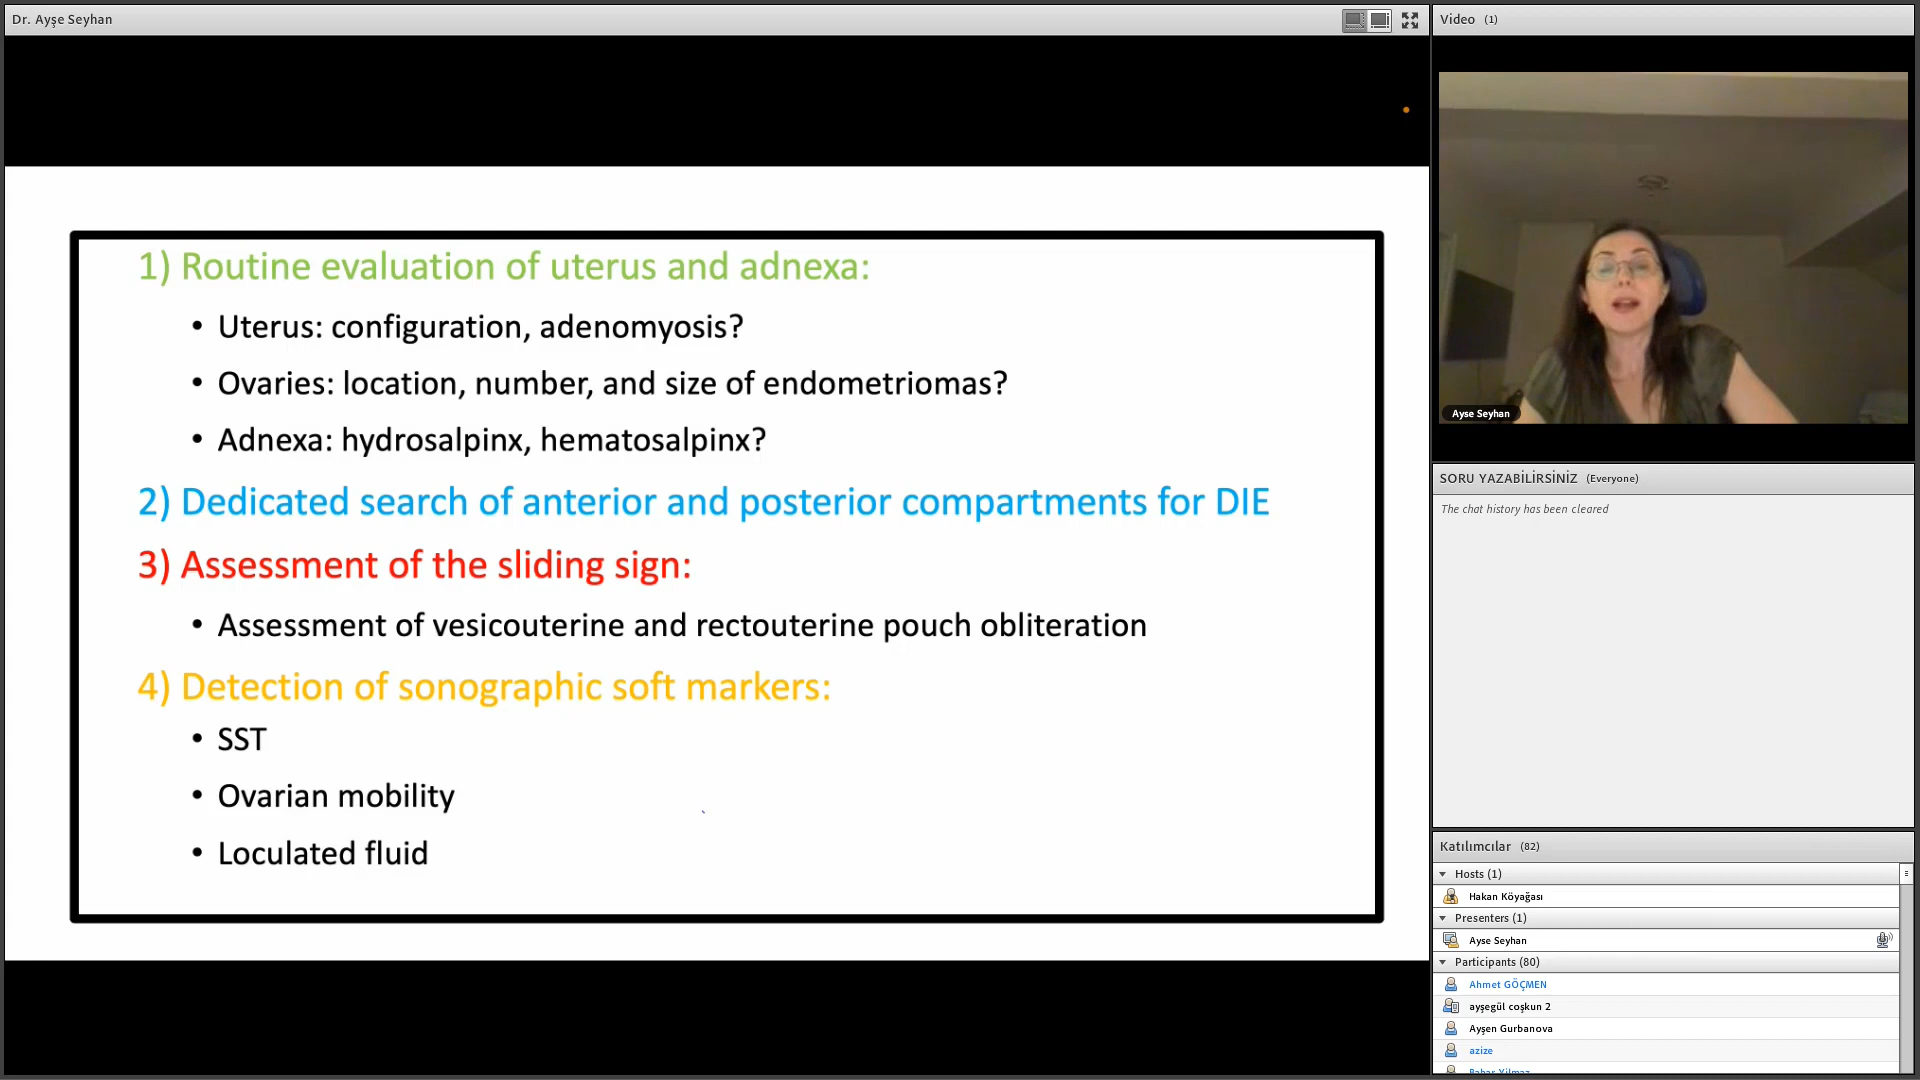 Dr. Ayşe Seyhan
1) Routine evaluation of uterus and adnexa:
• Uterus: configuration, adenomyosis?
• Ovaries: location, number, and size of endometriomas?
• Adnexa: hydrosalpinx, hematosalpinx?
2) Dedicated search of anterior and posterior compartments for DIE
3) Assessment of the sliding sign:
• Assessment of vesicouterine and rectouterine pouch obliteration
4) Detection of sonographic soft markers:
• SST
• Ovarian mobility
• Loculated fluid
Video (1)
Ayse Seyhan
SORU YAZABİLİRSİNİZ (Everyone)
The chat history has been cleared
Katılımcılar (82)
Hosts (1)
Hakan Köyağası
Presenters (1)
Ayse Seyhan
Participants (80)
Ahmet GÖÇMEN
ayşegül coşkun 2
Ayşen Gurbanova
azize
Bahar Yılmaz